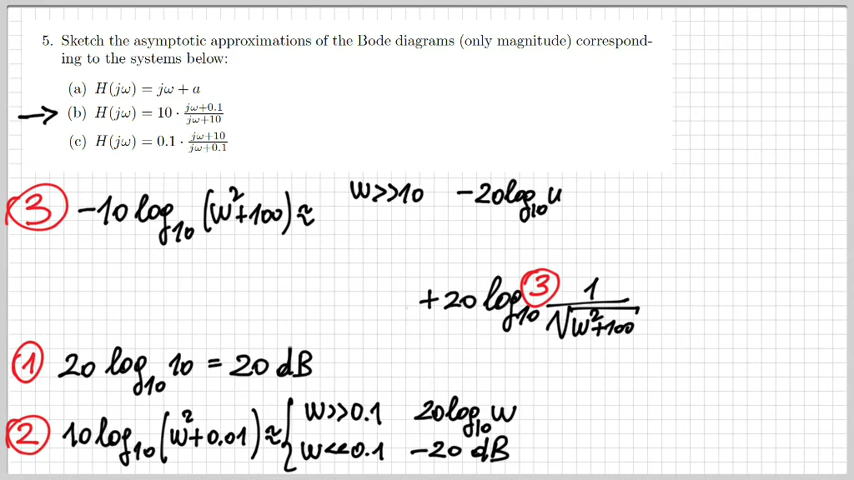 5. Sketch the asymptotic approximations of the Bode diagrams (only magnitude) correspond-
ing to the systems below:
(a) H(jω) = jω + a
(b) H(jω) = 10 · (jω+0.1)/(jω+10)
(c) H(jω) = 0.1 · (jω+10)/(jω+0.1)
③ -10 log₁₀ (w²+100) ≈ w>>10 -20log₁₀ u
+20 log₁₀ ③ 1/√(w²+100)
① 20 log₁₀ 10 = 20 dB
② 10 log₁₀ (w²+0.01) ≈ { w>>0.1 20log₁₀ w
w<<0.1 -20 dB